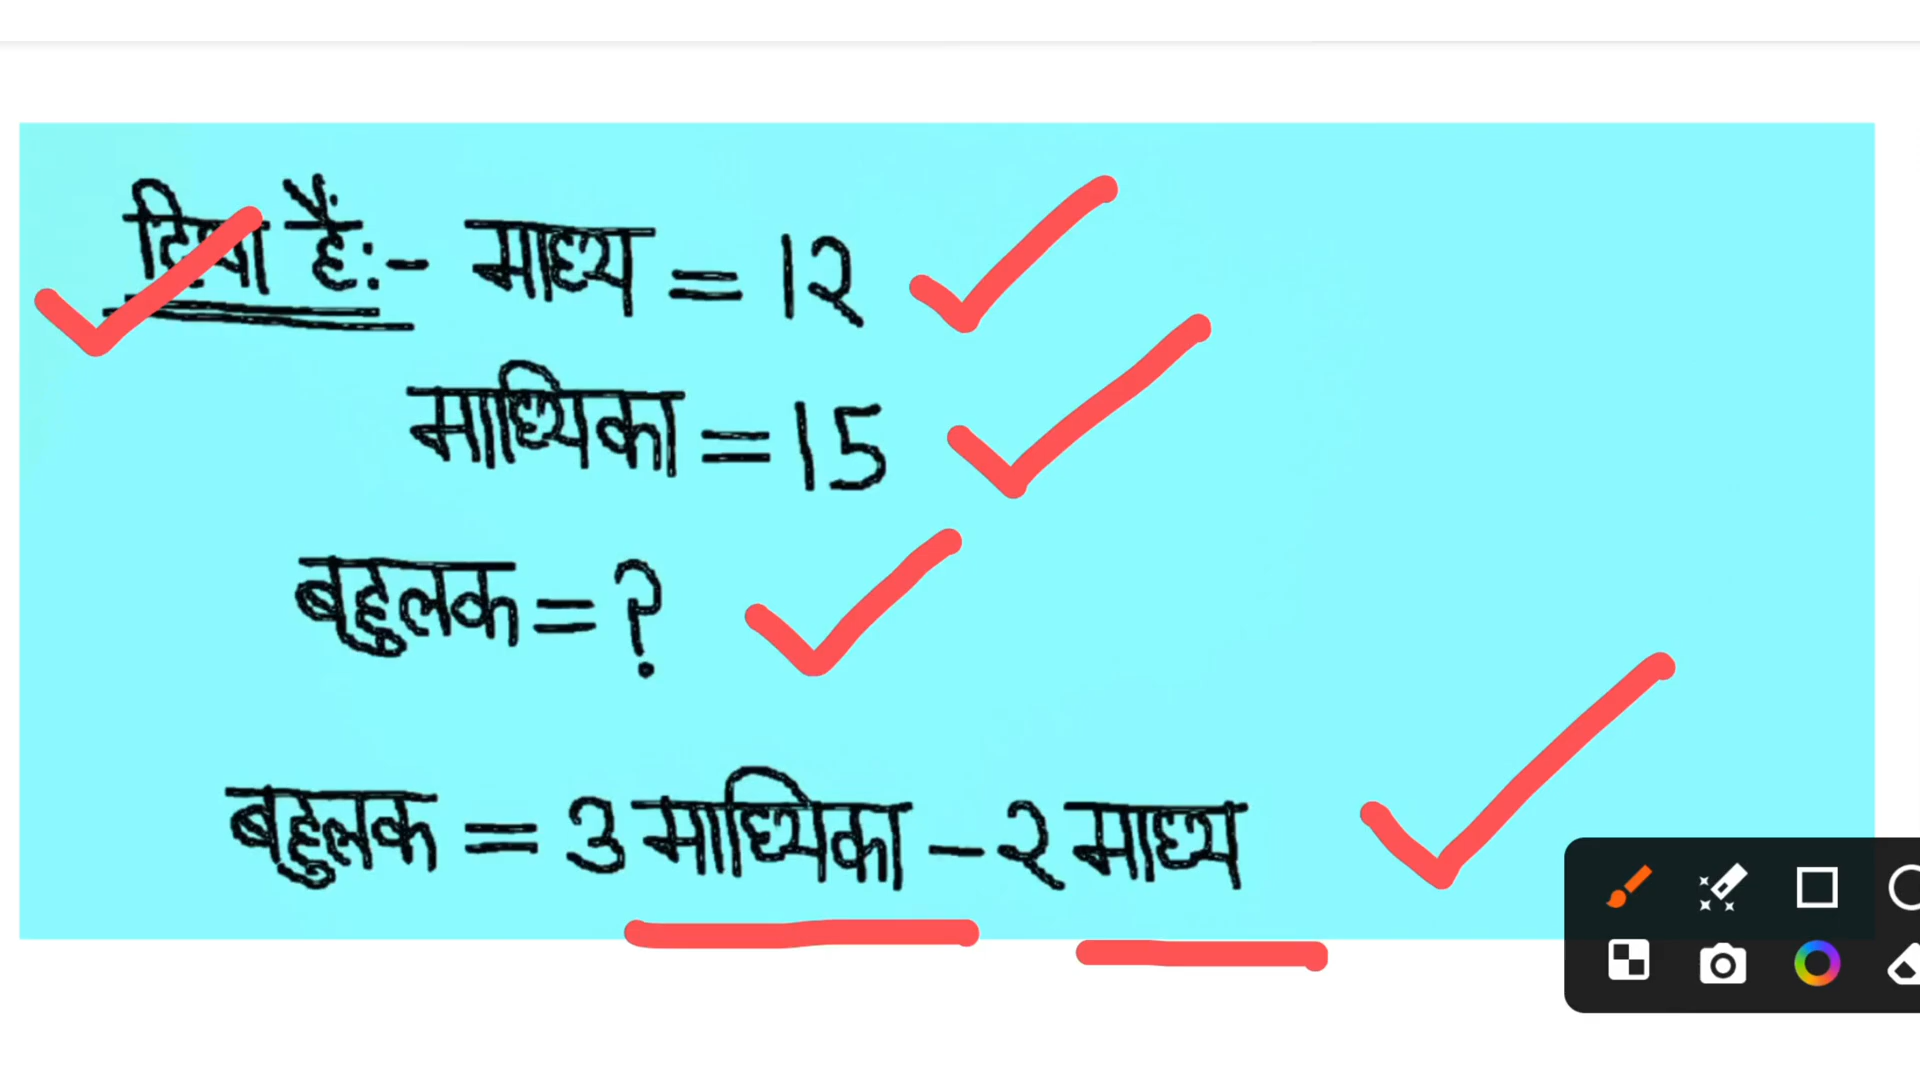 दिया है:- माध्य = 12
माध्यिका = 15
बहुलक = ?
बहुलक = 3 माध्यिका - 2 माध्य